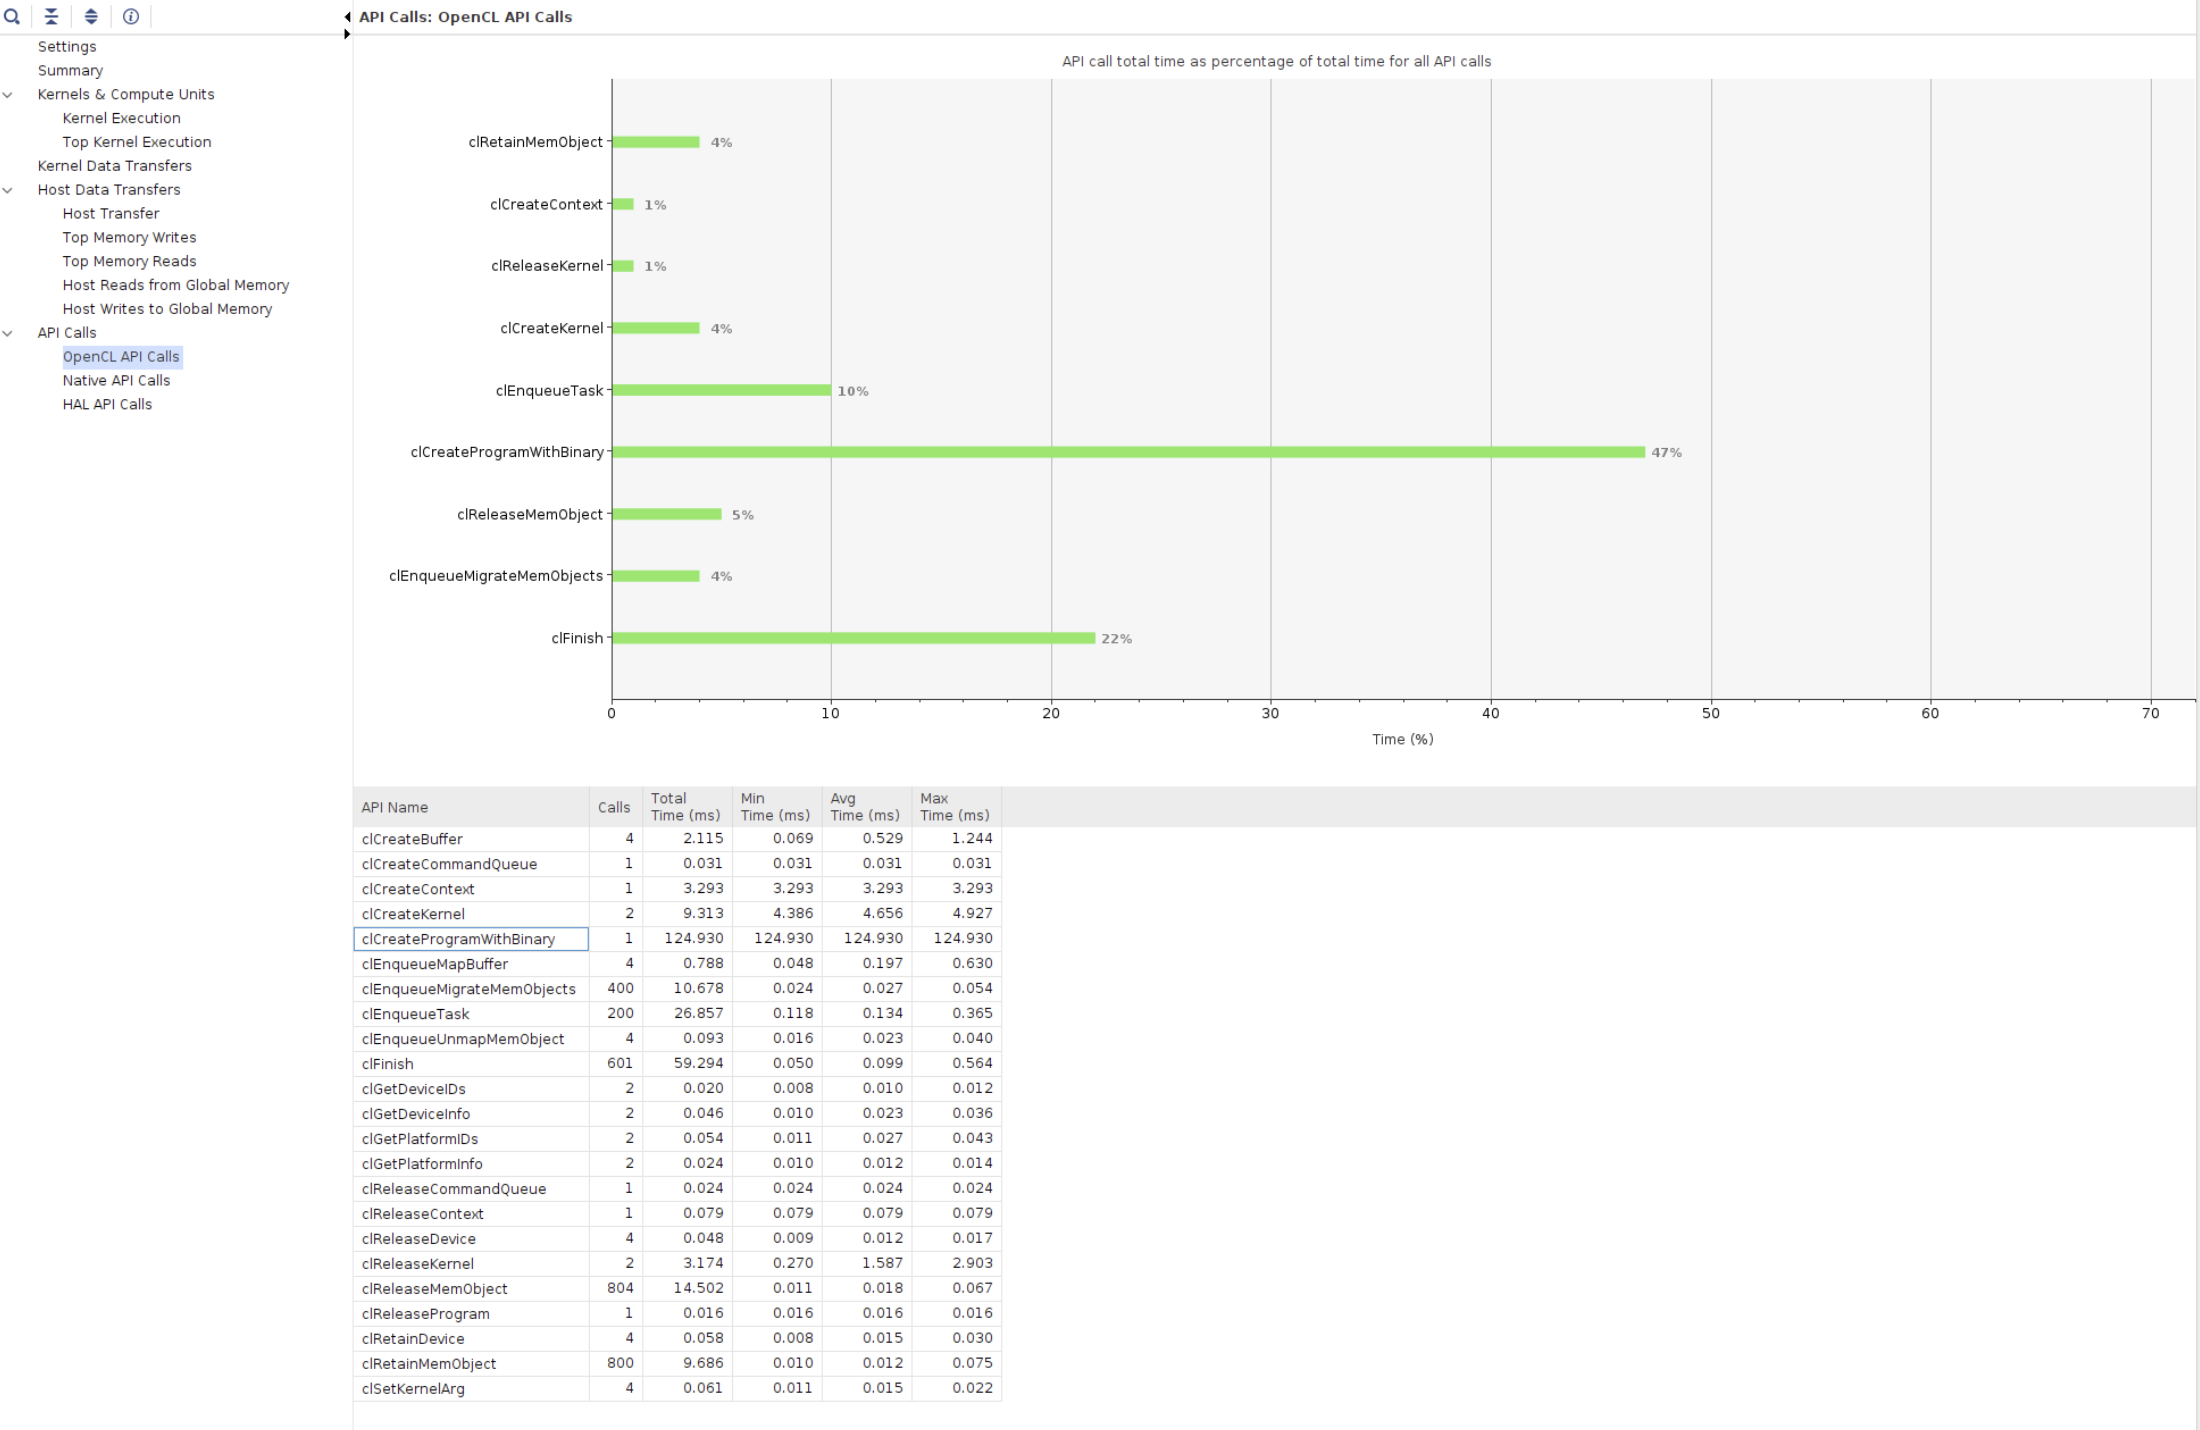 API Calls: OpenCL API Calls
Settings
Summary
Kernels & Compute Units
Kernel Execution
Top Kernel Execution
Kernel Data Transfers
Host Data Transfers
Host Transfer
Top Memory Writes
Top Memory Reads
Host Reads from Global Memory
Host Writes to Global Memory
API Calls
OpenCL API Calls
Native API Calls
HAL API Calls
API call total time as percentage of total time for all API calls
clRetainMemObject 4%
clCreateContext 1%
clReleaseKernel 1%
clCreateKernel 4%
clEnqueueTask 10%
clCreateProgramWithBinary 47%
clReleaseMemObject 5%
clEnqueueMigrateMemObjects 4%
clFinish 22%
0 10 20 30 40 50 60 70
Time (%)
API Name Calls Total Time (ms) Min Time (ms) Avg Time (ms) Max Time (ms)
clCreateBuffer 4 2.115 0.069 0.529 1.244
clCreateCommandQueue 1 0.031 0.031 0.031 0.031
clCreateContext 1 3.293 3.293 3.293 3.293
clCreateKernel 2 9.313 4.386 4.656 4.927
clCreateProgramWithBinary 1 124.930 124.930 124.930 124.930
clEnqueueMapBuffer 4 0.788 0.048 0.197 0.630
clEnqueueMigrateMemObjects 400 10.678 0.024 0.027 0.054
clEnqueueTask 200 26.857 0.118 0.134 0.365
clEnqueueUnmapMemObject 4 0.093 0.016 0.023 0.040
clFinish 601 59.294 0.050 0.099 0.564
clGetDeviceIDs 2 0.020 0.008 0.010 0.012
clGetDeviceInfo 2 0.046 0.010 0.023 0.036
clGetPlatformIDs 2 0.054 0.011 0.027 0.043
clGetPlatformInfo 2 0.024 0.010 0.012 0.014
clReleaseCommandQueue 1 0.024 0.024 0.024 0.024
clReleaseContext 1 0.079 0.079 0.079 0.079
clReleaseDevice 4 0.048 0.009 0.012 0.017
clReleaseKernel 2 3.174 0.270 1.587 2.903
clReleaseMemObject 804 14.502 0.011 0.018 0.067
clReleaseProgram 1 0.016 0.016 0.016 0.016
clRetainDevice 4 0.058 0.008 0.015 0.030
clRetainMemObject 800 9.686 0.010 0.012 0.075
clSetKernelArg 4 0.061 0.011 0.015 0.022